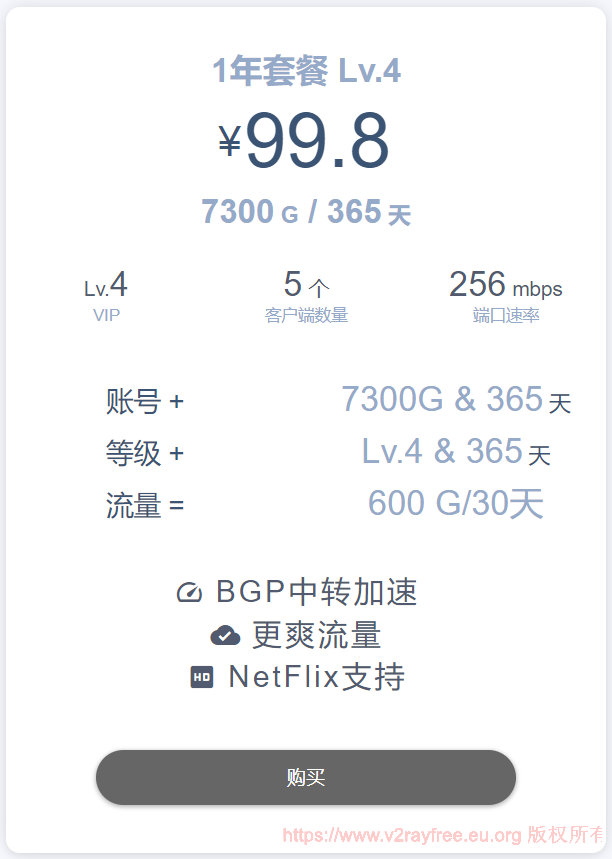 1年套餐 Lv.4
¥99.8
7300 G / 365 天
Lv.4 5 个 256 mbps
VIP 客户端数量 端口速率
账号 + 7300G & 365 天
等级 + Lv.4 & 365 天
流量 = 600 G/30天
BGP中转加速
更爽流量
HD NetFlix支持
购买
https://www.v2rayfree.eu.org 版权所有